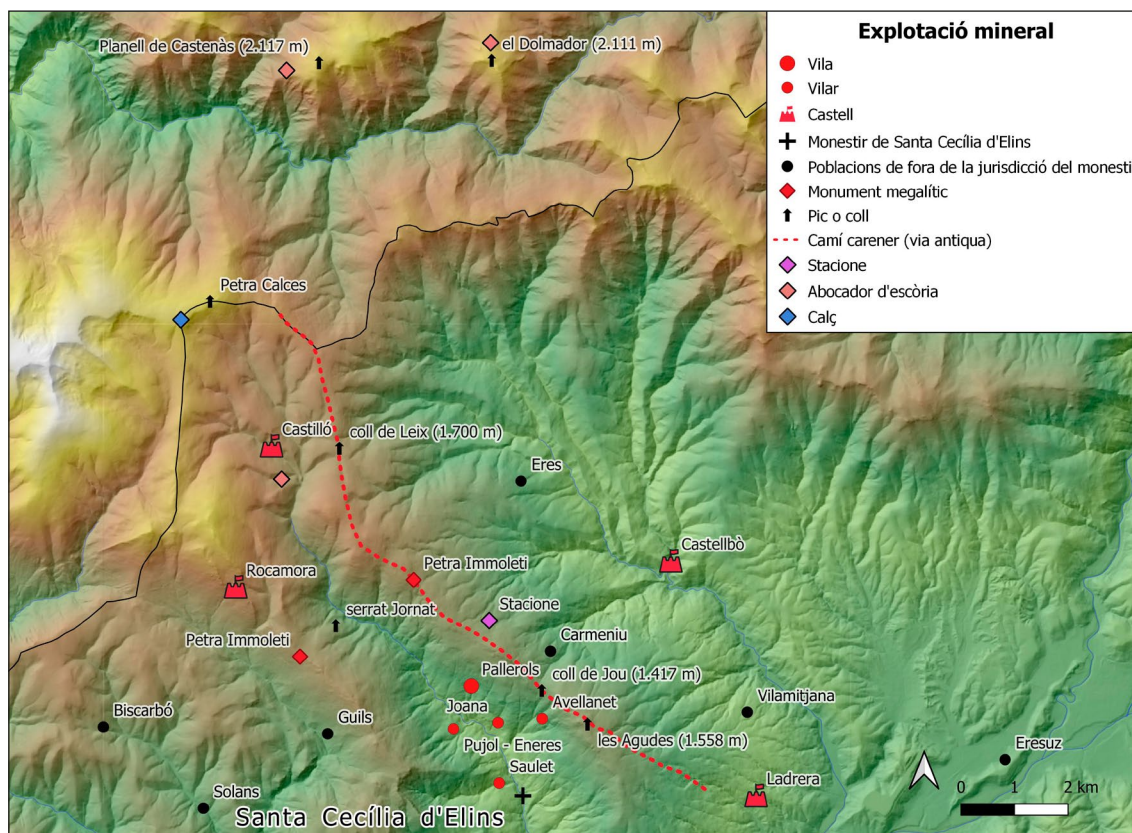 Explotació mineral
Vila
Vilar
Castell
Monestir de Santa Cecília d'Elins
Poblacions de fora de la jurisdicció del monesti
Monument megalític
Pic o coll
Camí carener (via antiqua)
Stacione
Abocador d'escòria
Calç
Planell de Castenàs (2.117 m)
el Dolmador (2.111 m)
Petra Calces
Castilló
coll de Leix (1.700 m)
Eres
Castellbò
Petra Immoleti
Rocamora
serrat Jornat
Stacione
Petra Immoleti
Carmeniu
Pallerols
coll de Jou (1.417 m)
Joana
Avellanet
Vilamitjana
Biscarbó
Guils
Pujol - Eneres
les Agudes (1.558 m)
Eresuz
Saulet
Ladrera
Solans
Santa Cecília d'Elins
0 1 2 km